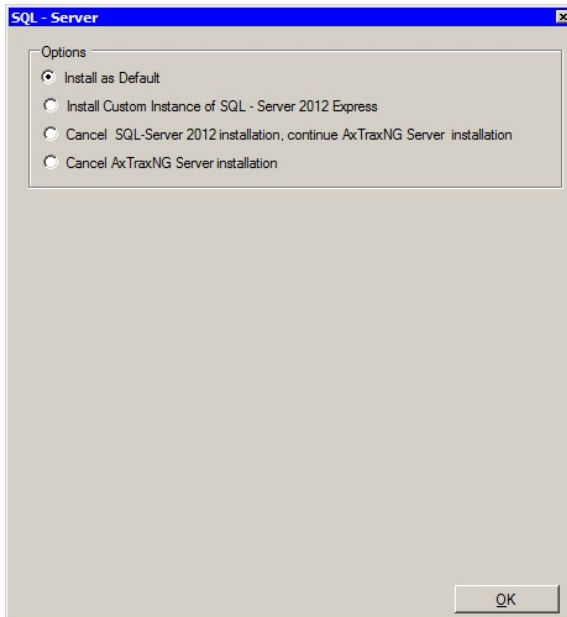 SQL - Server
Options
Install as Default
Install Custom Instance of SQL - Server 2012 Express
Cancel SQL-Server 2012 installation, continue AxTraxNG Server installation
Cancel AxTraxNG Server installation
OK